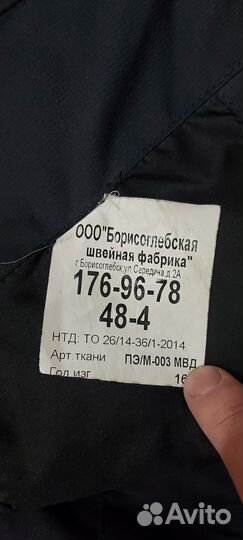 ООО"Борисоглебская
швейная фабрика"
г.Борисоглебск,ул.Середина,д.2А
176-96-78
48-4
НТД: ТО 26/14-36/1-2014
Арт.ткани ПЭ/М-003 МВД
Год изг. 16
Avito